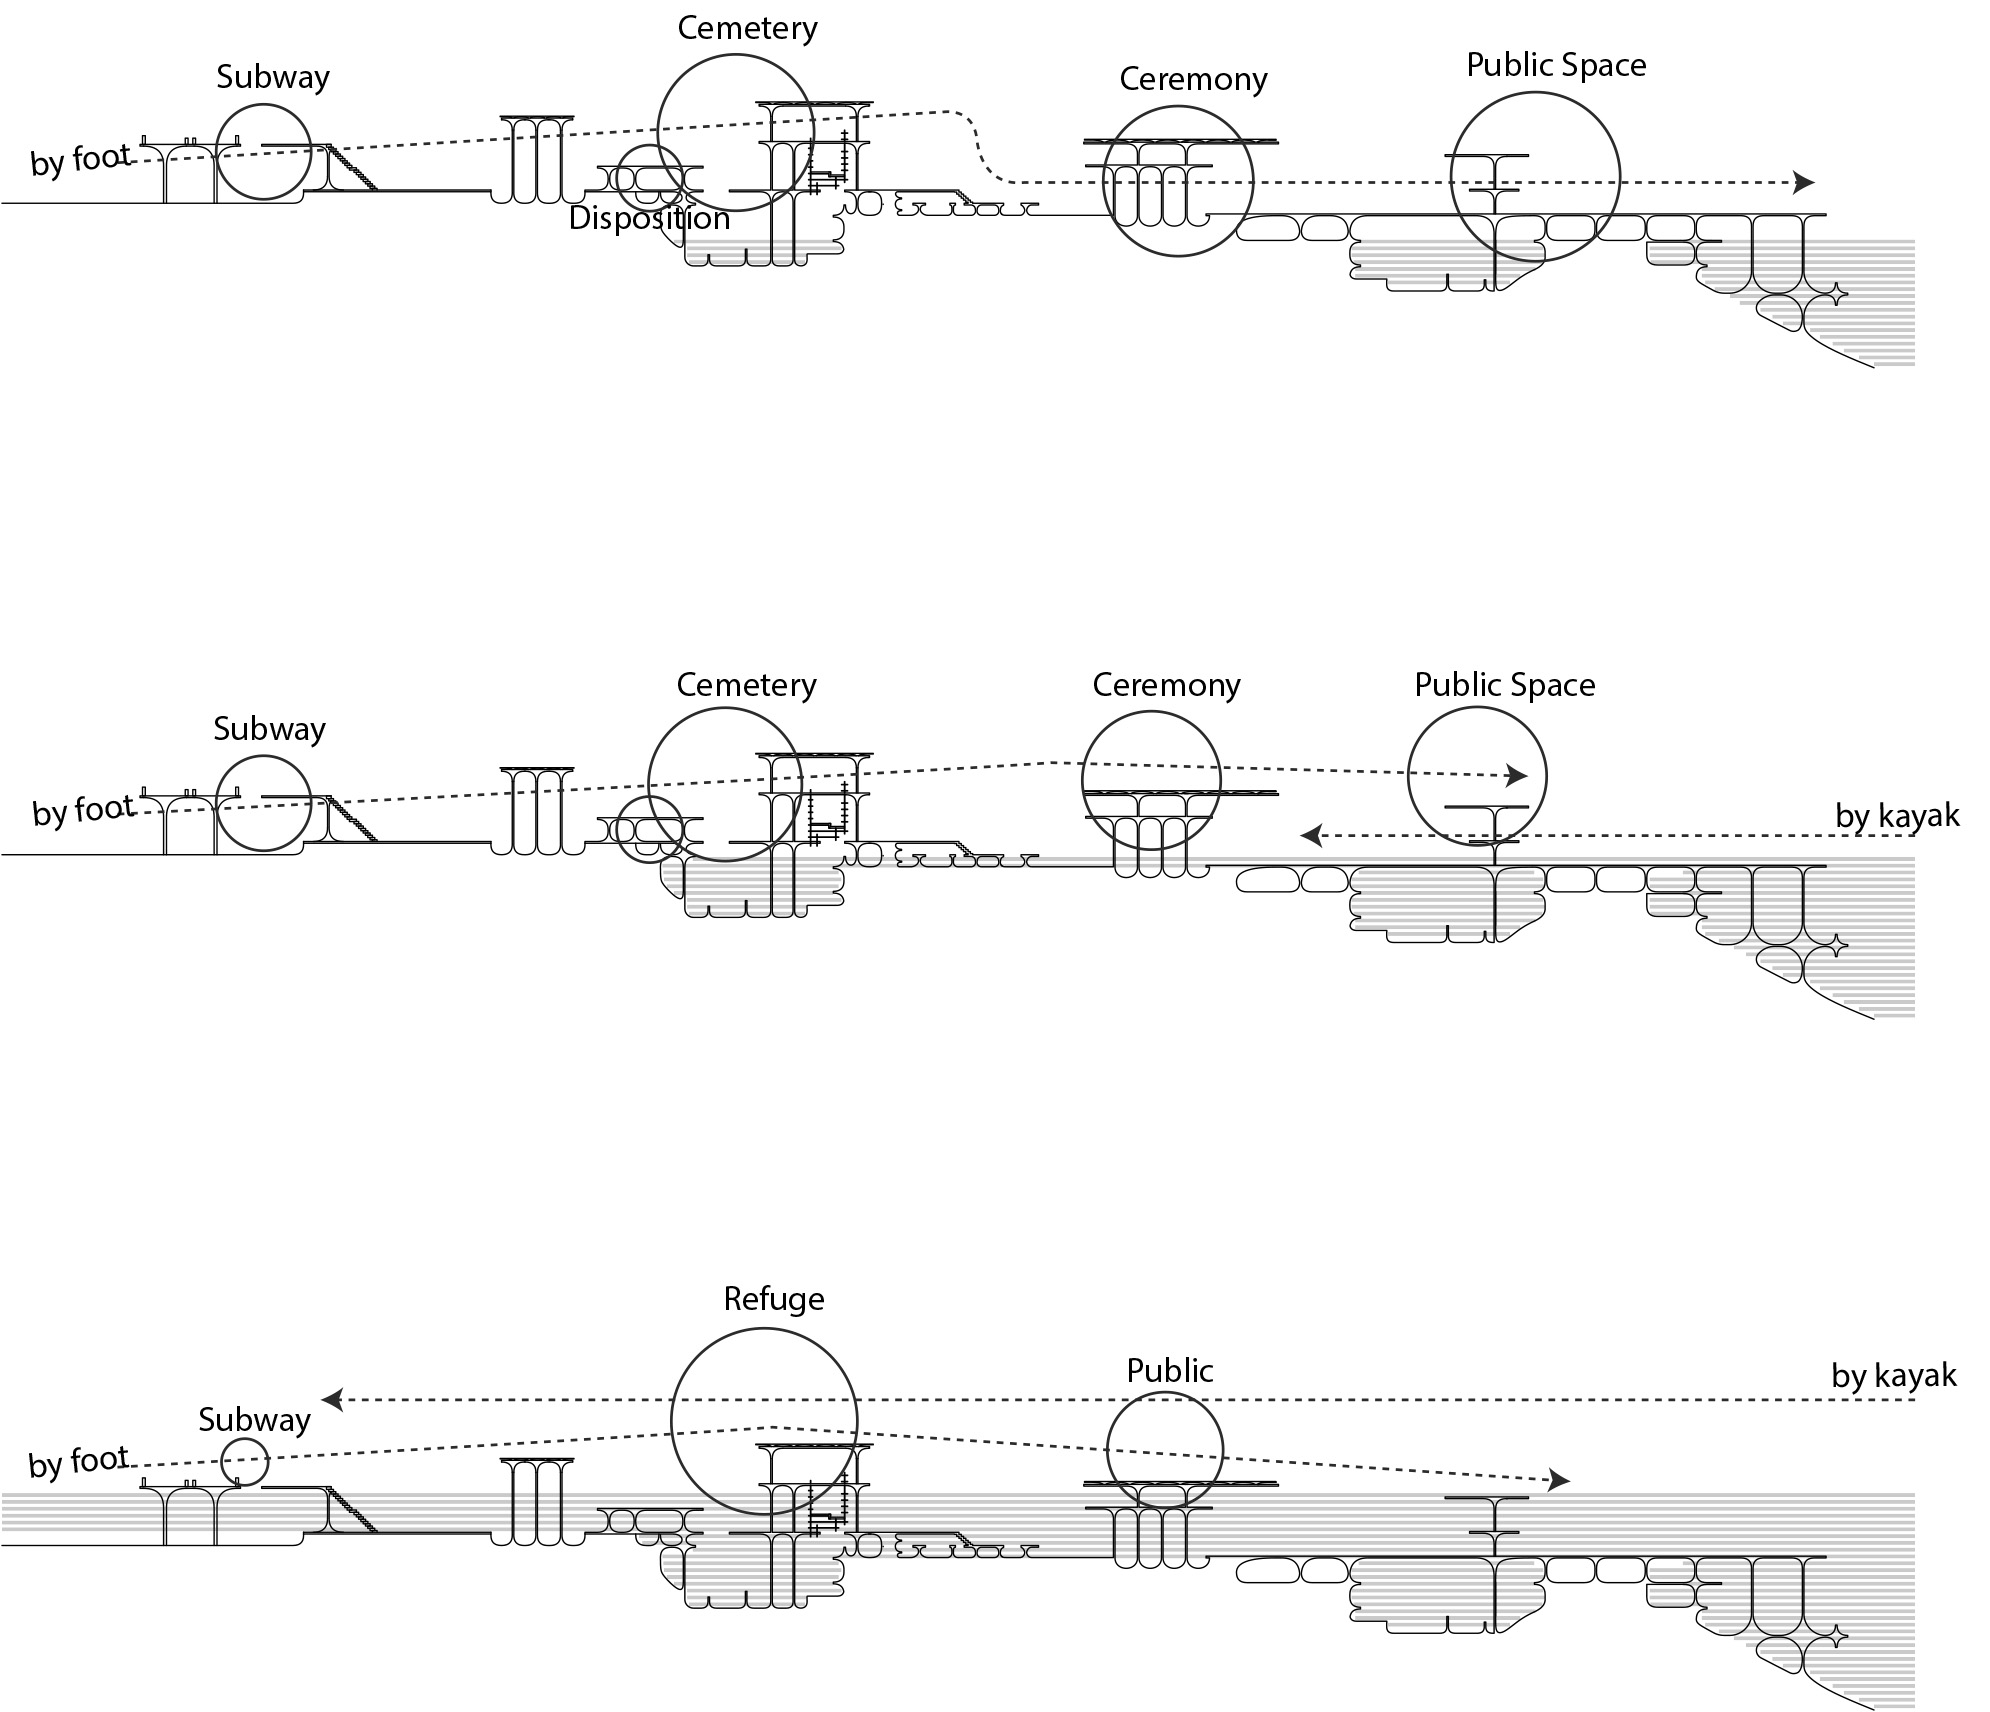 Cemetery
Subway
Ceremony
Public Space
by foot
Disposition
Cemetery
Ceremony
Public Space
Subway
by foot
by kayak
Refuge
Public
by kayak
Subway
by foot